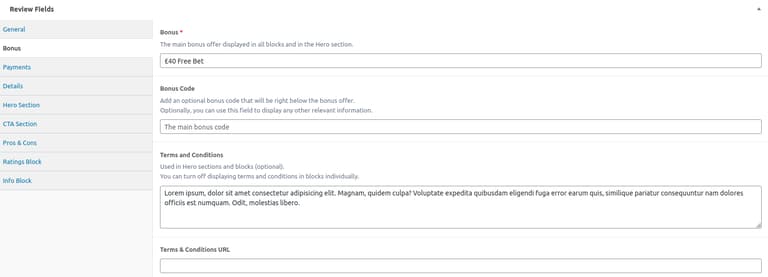 Review Fields
General
Bonus
Payments
Details
Hero Section
CTA Section
Pros & Cons
Ratings Block
Info Block
Bonus *
The main bonus offer displayed in all blocks and in the Hero section.
£40 Free Bet
Bonus Code
Add an optional bonus code that will be right below the bonus offer.
Optionally, you can use this field to display any other relevant information.
The main bonus code
Terms and Conditions
Used in Hero sections and blocks (optional).
You can turn off displaying terms and conditions in blocks individually.
Lorem ipsum, dolor sit amet consectetur adipisicing elit. Magnam, quidem culpa? Voluptate expedita quibusdam eligendi fuga error earum quis, similique pariatur consequuntur nam dolores
officiis est numquam. Odit, molestias libero.
Terms & Conditions URL